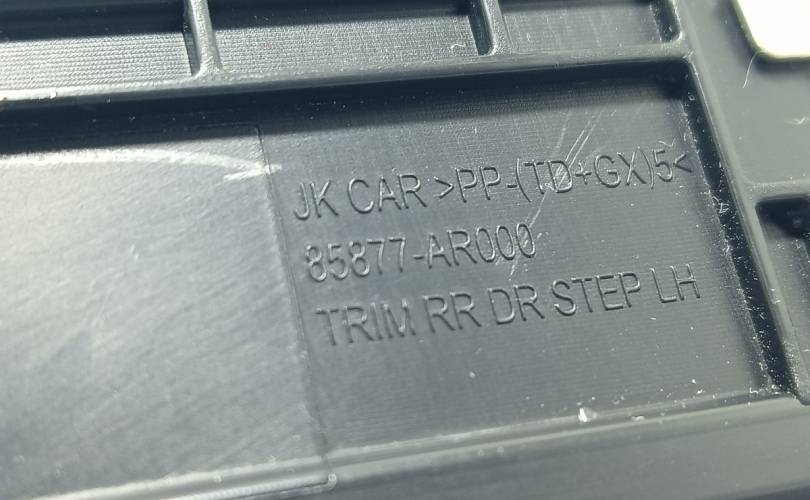 JK CAR >PP-(TD+GX)5<
85877-AR000
TRIM RR DR STEP LH